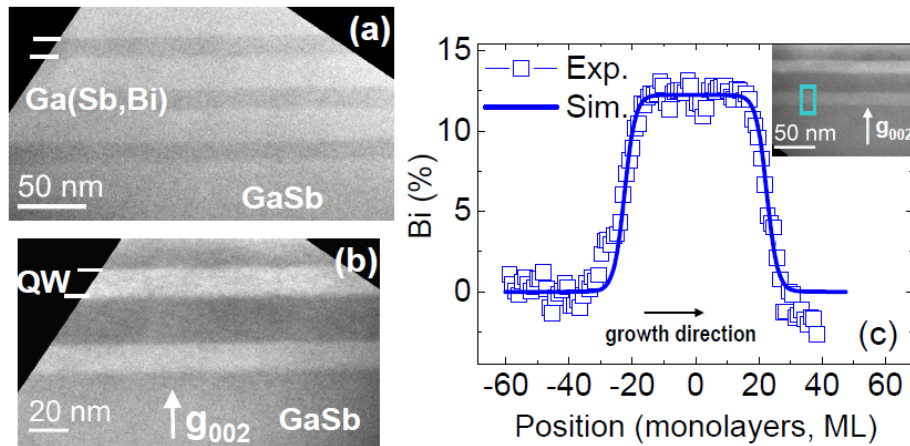 (a)
Ga(Sb,Bi)
GaSb
50 nm
(b)
QW
20 nm
g002
GaSb
15
10
5
0
Bi (%)
Exp.
Sim.
50 nm
g002
growth direction
(c)
-60 -40 -20 0 20 40 60
Position (monolayers, ML)